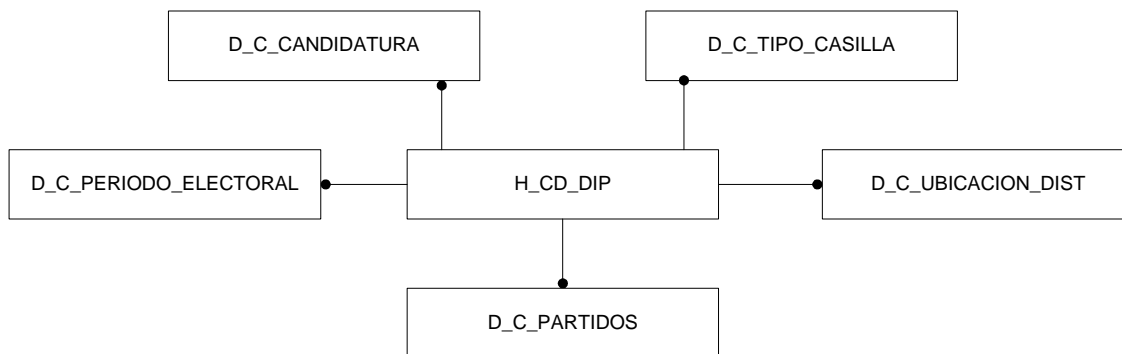 D_C_CANDIDATURA
D_C_TIPO_CASILLA
D_C_PERIODO_ELECTORAL
H_CD_DIP
D_C_UBICACION_DIST
D_C_PARTIDOS